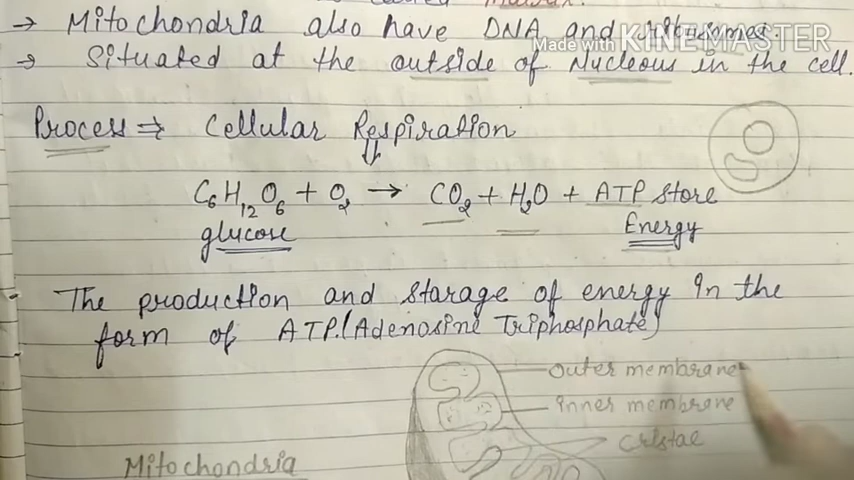 → Mitochondria also have DNA and ribosomes.
Made with KINEMASTER
→ Situated at the outside of Nucleous in the cell.
Process ⇒ Cellular Respiration
⇓
C₆H₁₂O₆ + O₂ → CO₂ + H₂O + ATP store
glucose Energy
The production and starage of energy in the
form of ATP. (Adenosine Triphosphate)
outer membrane
inner membrane
cristae
Mitochondria